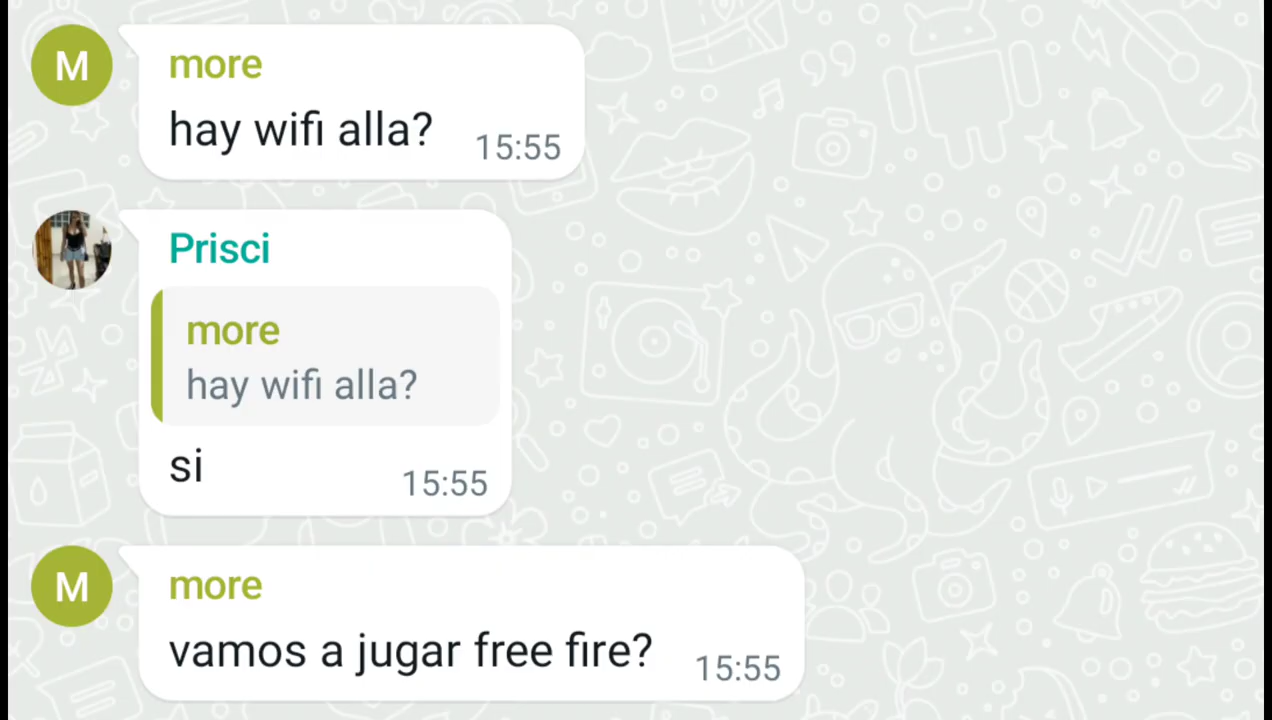 M
more
hay wifi alla?
15:55
Prisci
more
hay wifi alla?
si
15:55
M
more
vamos a jugar free fire?
15:55